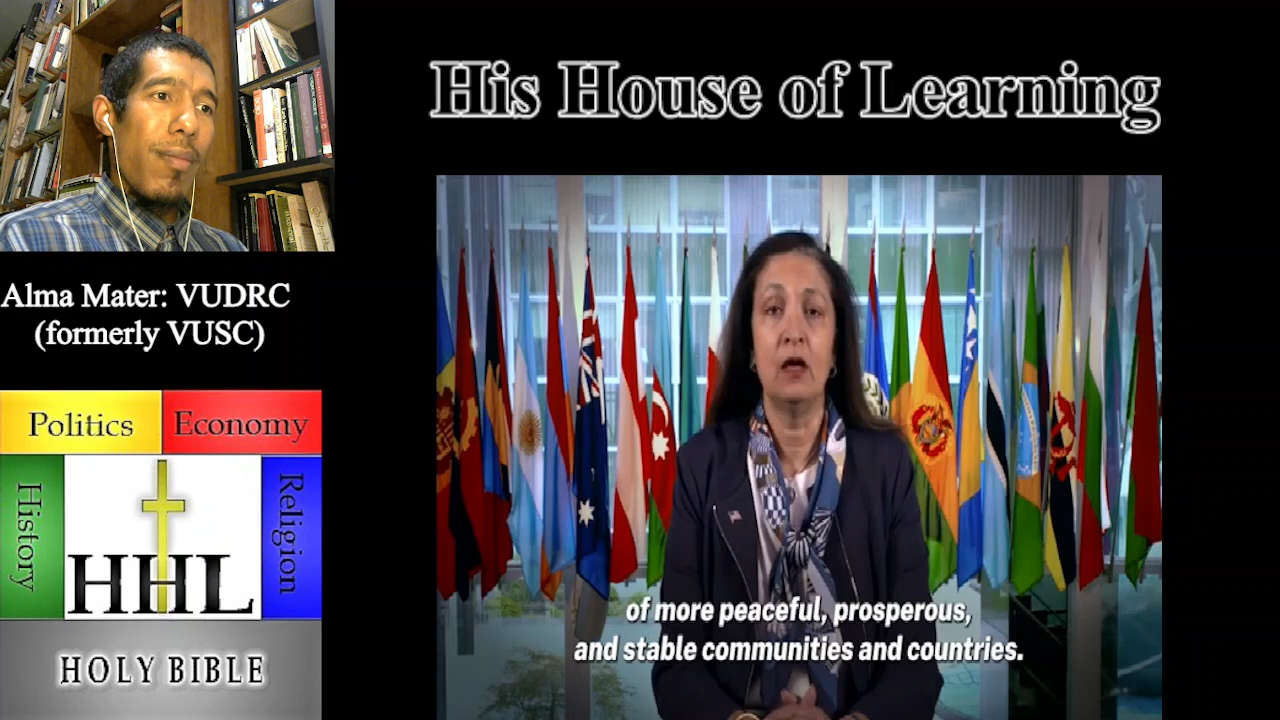 His House of Learning
Alma Mater: VUDRC
(formerly VUSC)
Politics
Economy
History
Religion
HHL
HOLY BIBLE
of more peaceful, prosperous,
and stable communities and countries.